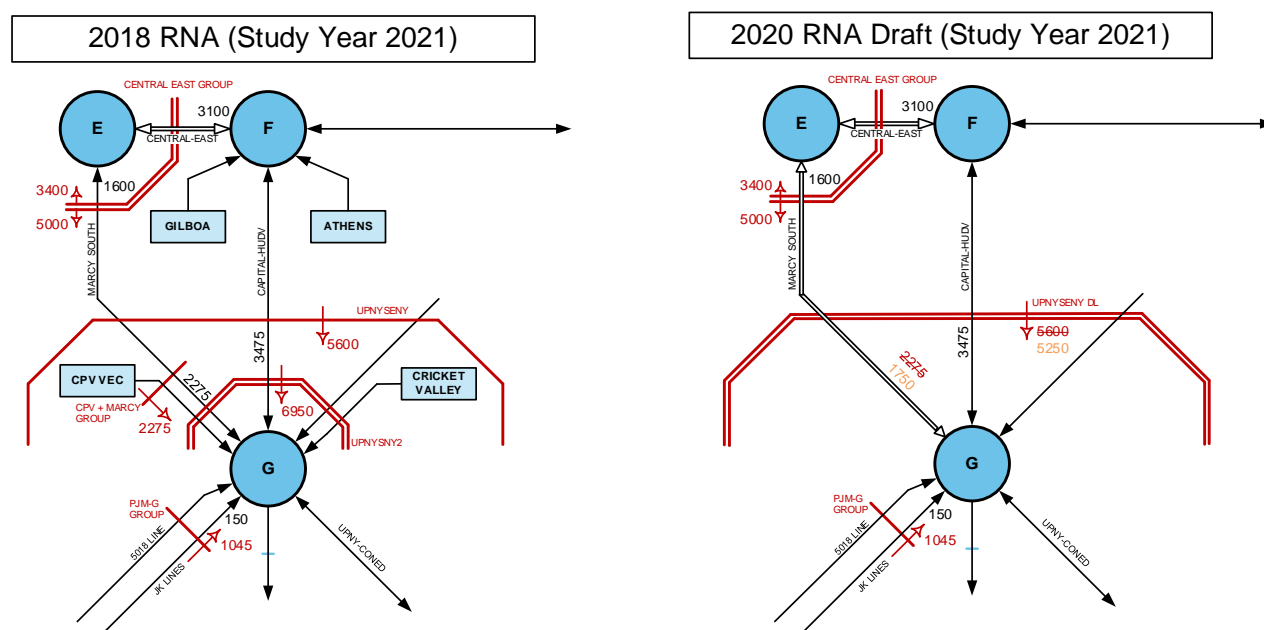 2018 RNA (Study Year 2021)
CENTRAL EAST GROUP
3100
E
F
CENTRAL-EAST
3400
1600
5000
GILBOA
ATHENS
MARCY SOUTH
CAPITAL-HUDV
UPNYSENY
5600
3475
CPV VEC
2275
CRICKET
VALLEY
6950
CPV + MARCY
GROUP
2275
UPNYSNY2
G
PJM-G
GROUP
150
5018 LINE
1045
JK LINES
UPNY-CONED
2020 RNA Draft (Study Year 2021)
CENTRAL EAST GROUP
3100
E
F
CENTRAL-EAST
3400
1600
5000
MARCY SOUTH
CAPITAL-HUDV
UPNYSENY DL
5600
5250
3475
2275
1750
G
PJM-G
GROUP
150
5018 LINE
1045
JK LINES
UPNY-CONED